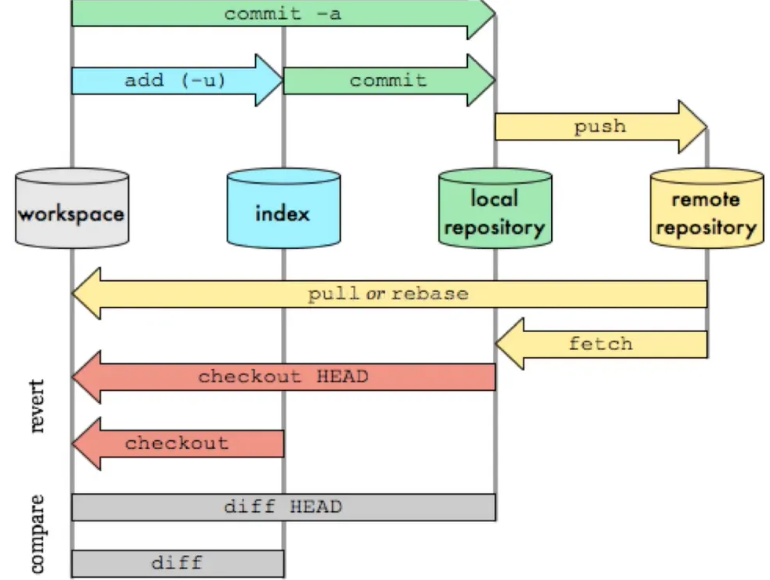 commit -a
add (-u)
commit
push
workspace
index
local
repository
remote
repository
pull or rebase
fetch
revert
checkout HEAD
checkout
compare
diff HEAD
diff